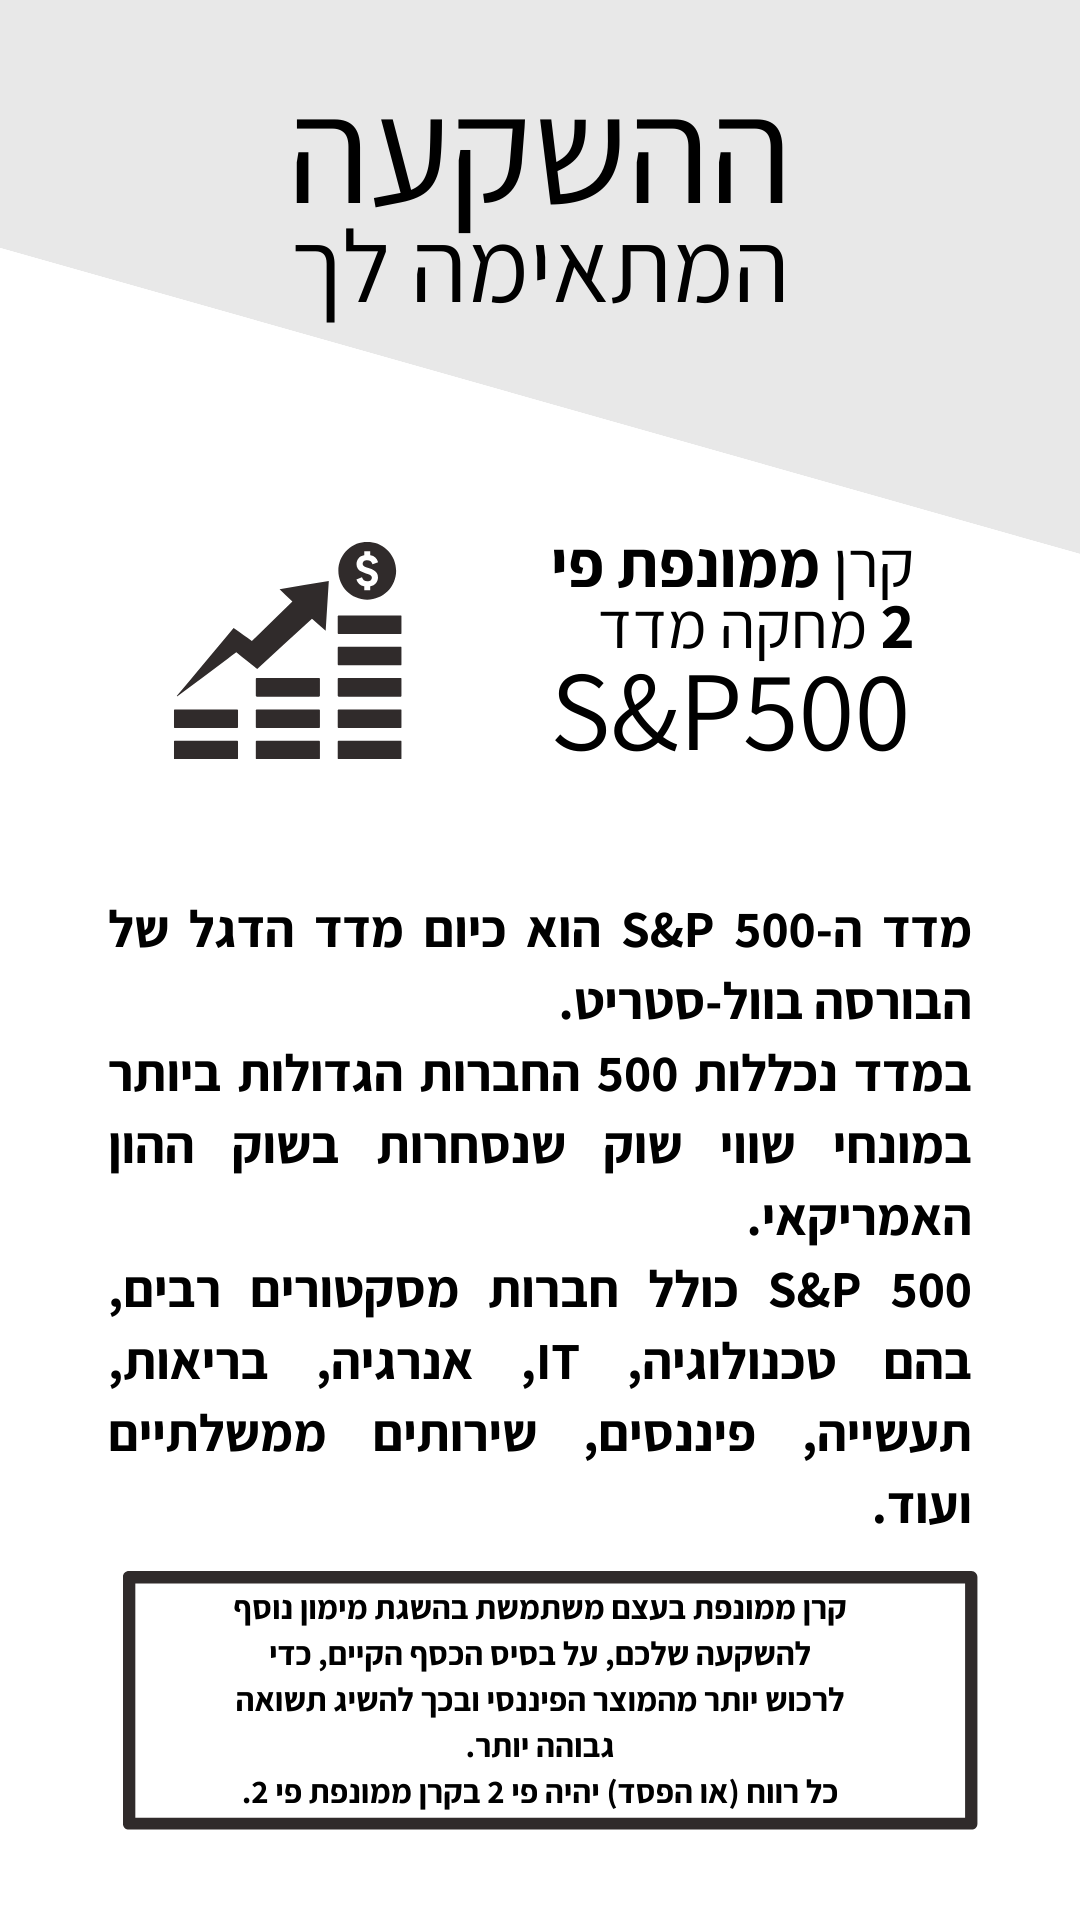 ההשקעה
המתאימה לך
$
קרן ממונפת פי
2 מחקה מדד
S&P500
מדד ה-S&P 500 הוא כיום מדד הדגל של
הבורסה בוול-סטריט.
במדד נכללות 500 החברות הגדולות ביותר
במונחי שווי שוק שנסחרות בשוק ההון
האמריקאי.
S&P 500 כולל חברות מסקטורים רבים,
בהם טכנולוגיה, IT, אנרגיה, בריאות,
תעשייה, פיננסים, שירותים ממשלתיים
ועוד.
קרן ממונפת בעצם משתמשת בהשגת מימון נוסף
להשקעה שלכם, על בסיס הכסף הקיים, כדי
לרכוש יותר מהמוצר הפיננסי ובכך להשיג תשואה
גבוהה יותר.
כל רווח (או הפסד) יהיה פי 2 בקרן ממונפת פי 2.